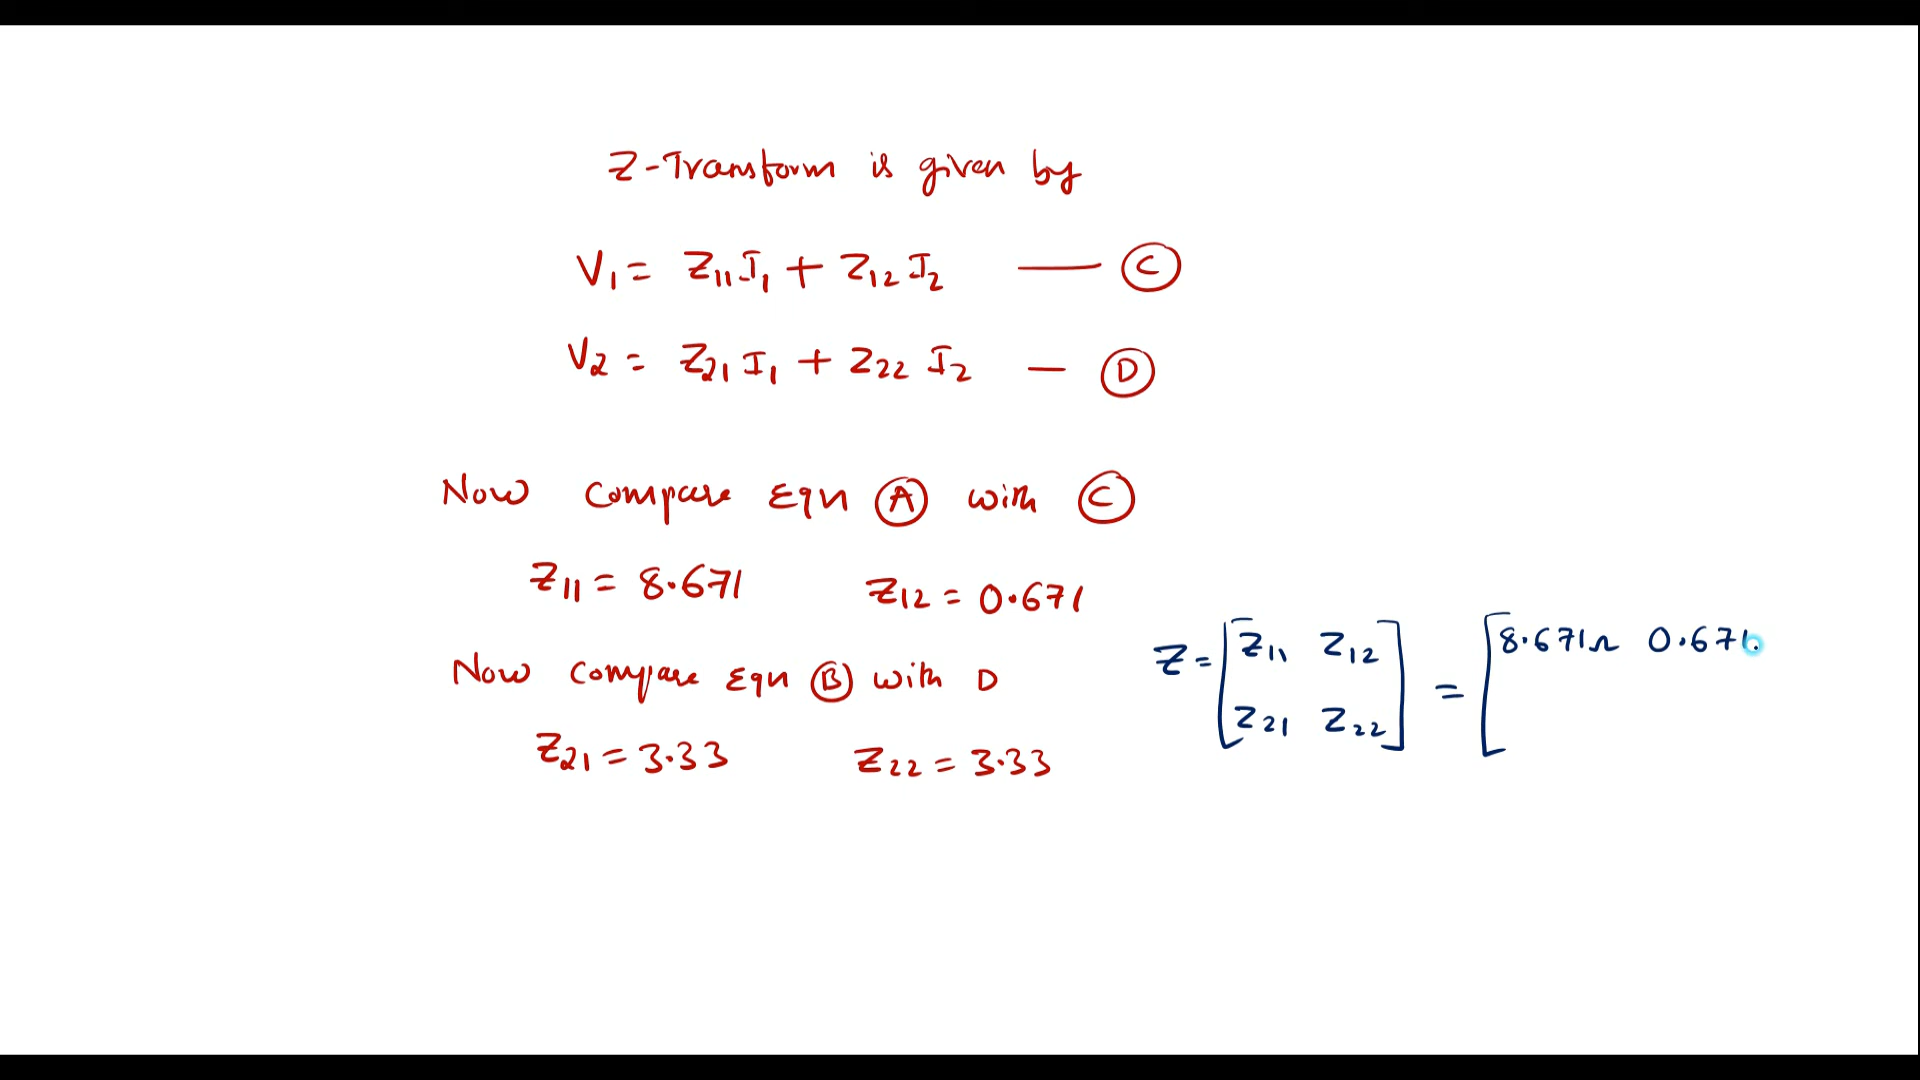 Z-Transform is given by
V1 = Z11 I1 + Z12 I2 — C
V2 = Z21 I1 + Z22 I2 — D
Now compare Eqn A with C
Z11 = 8.671 Z12 = 0.671
Now compare Eqn B with D
Z21 = 3.33 Z22 = 3.33
Z = [Z11 Z12 = [8.671Ω 0.671
Z21 Z22]